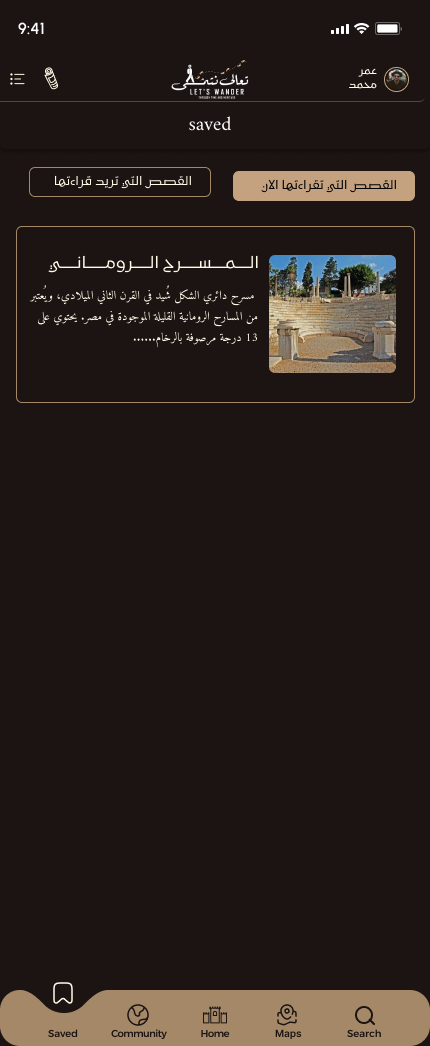 9:41
عمر
محمد
تعالى نتمشى
LET'S WANDER
saved
القصص التي تقراءتها الان
القصص التي تريد قراءتها
المسرح الروماني
مسرح دائري الشكل شُيد في القرن الثاني الميلادي، ويُعتبر
من المسارح الرومانية القليلة الموجودة في مصر. يحتوي على
13 درجة مرصوفة بالرخام......
Saved
Community
Home
Maps
Search